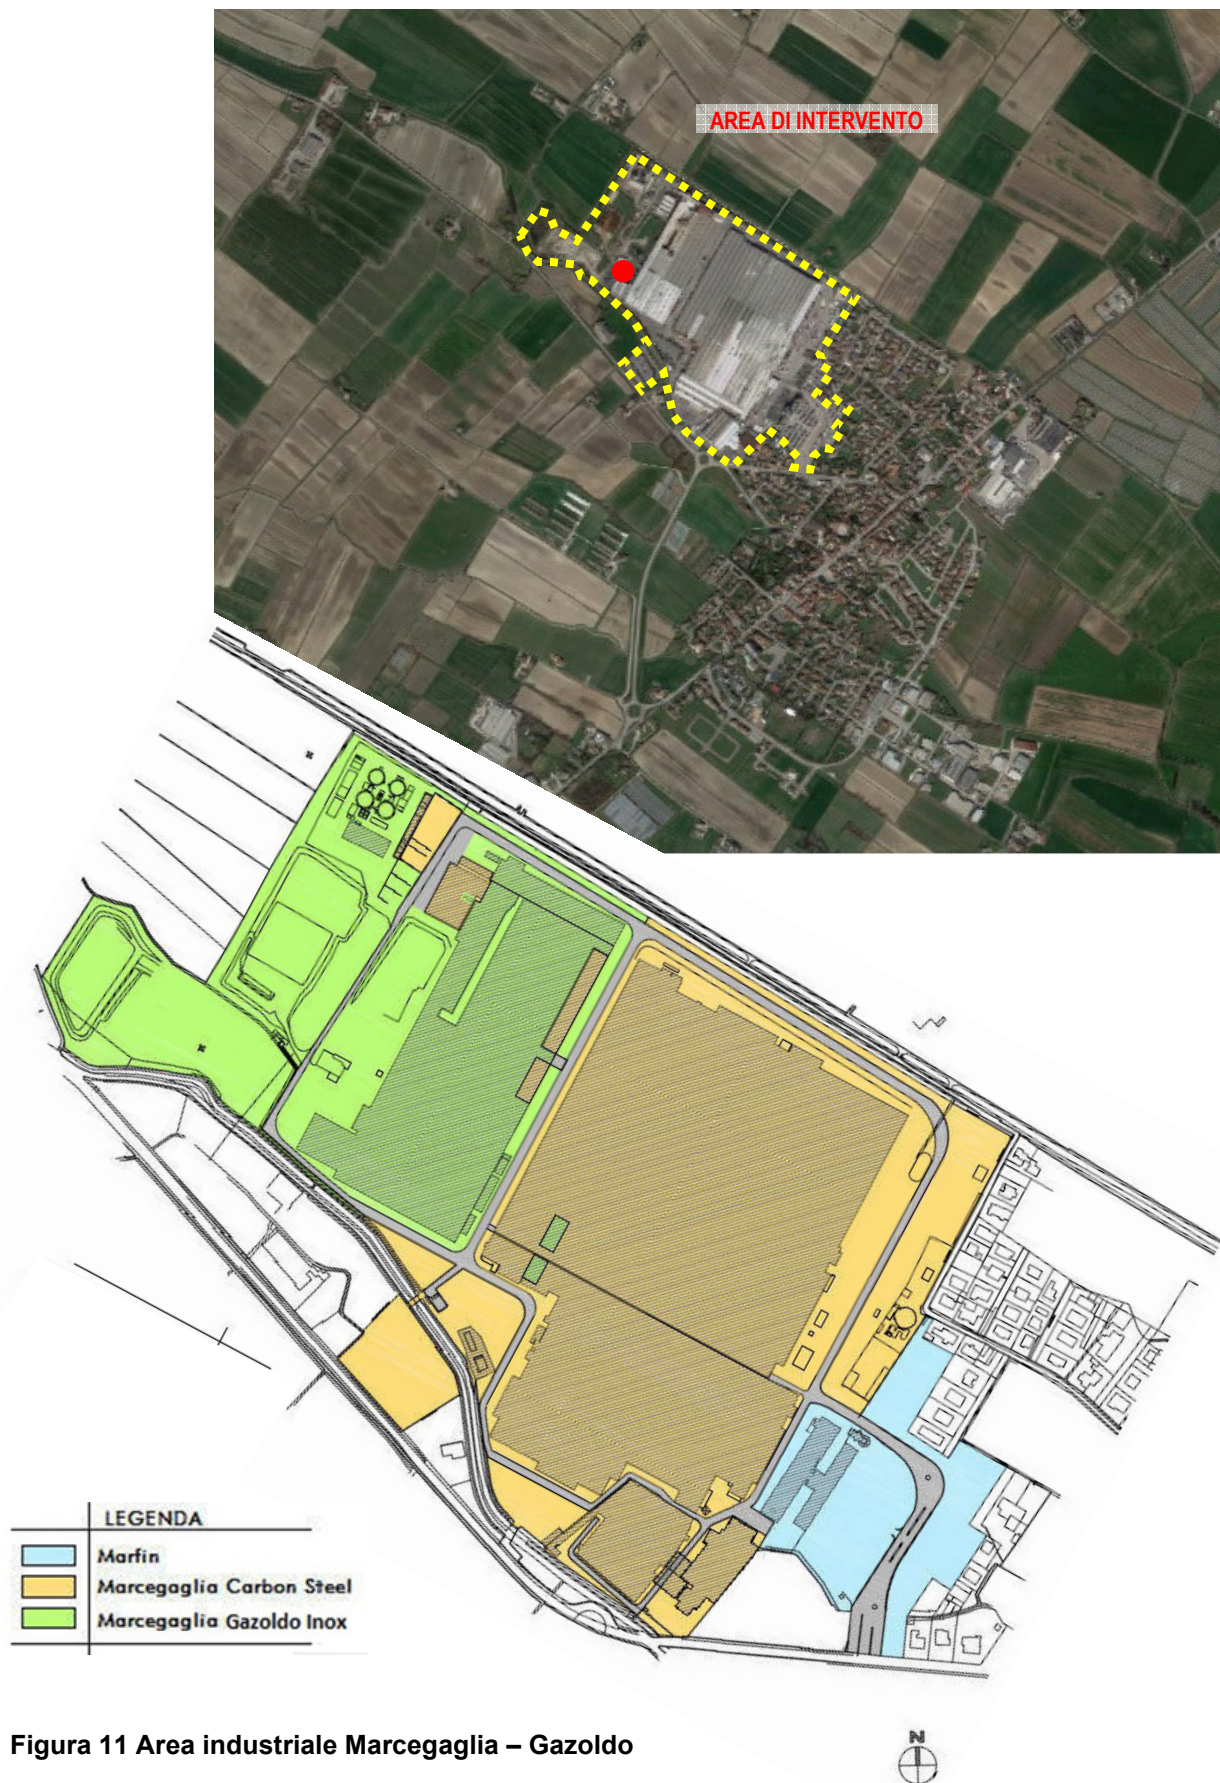 AREA DI INTERVENTO
LEGENDA
Marfin
Marcegaglia Carbon Steel
Marcegaglia Gazoldo Inox
Figura 11 Area industriale Marcegaglia – Gazoldo
N